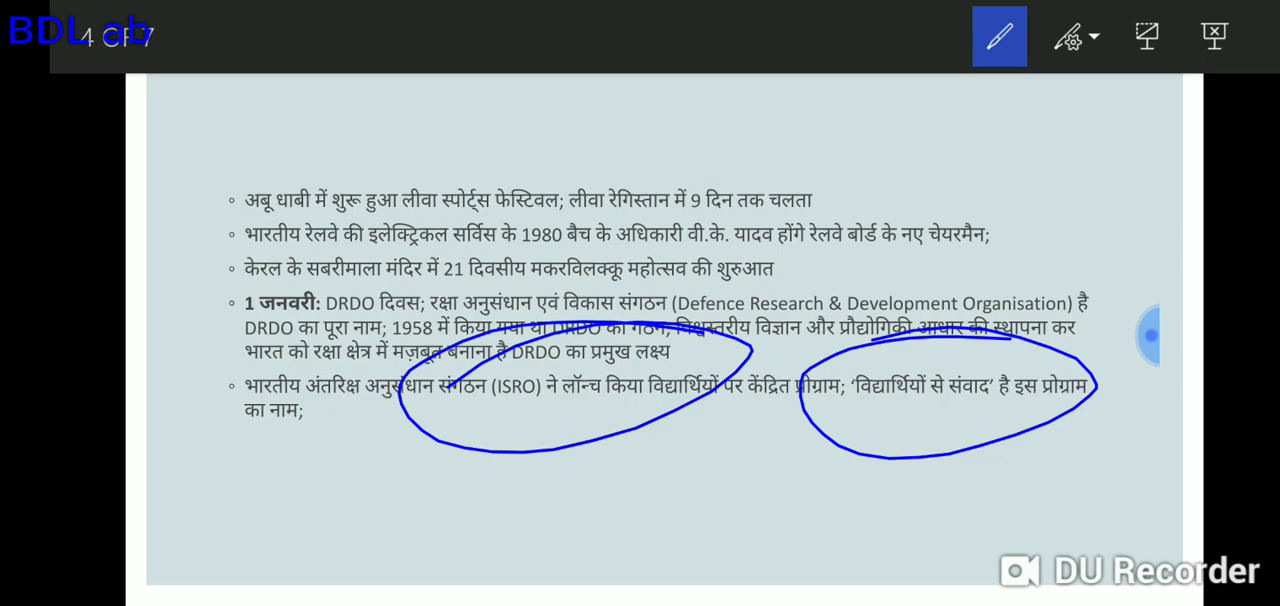 BDL ab
4 OF 7
◦ अबू धाबी में शुरू हुआ लीवा स्पोर्ट्स फेस्टिवल; लीवा रेगिस्तान में 9 दिन तक चलता
◦ भारतीय रेलवे की इलेक्ट्रिकल सर्विस के 1980 बैच के अधिकारी वी.के. यादव होंगे रेलवे बोर्ड के नए चेयरमैन;
◦ केरल के सबरीमाला मंदिर में 21 दिवसीय मकरविलक्कू महोत्सव की शुरुआत
◦ 1 जनवरी: DRDO दिवस; रक्षा अनुसंधान एवं विकास संगठन (Defence Research & Development Organisation) है
DRDO का पूरा नाम; 1958 में किया गया था DRDO का गठन; विश्वस्तरीय विज्ञान और प्रौद्योगिकी आधार की स्थापना कर
भारत को रक्षा क्षेत्र में मज़बूत बनाना है DRDO का प्रमुख लक्ष्य
◦ भारतीय अंतरिक्ष अनुसंधान संगठन (ISRO) ने लॉन्च किया विद्यार्थियों पर केंद्रित प्रोग्राम; ‘विद्यार्थियों से संवाद’ है इस प्रोग्राम
का नाम;
DU Recorder